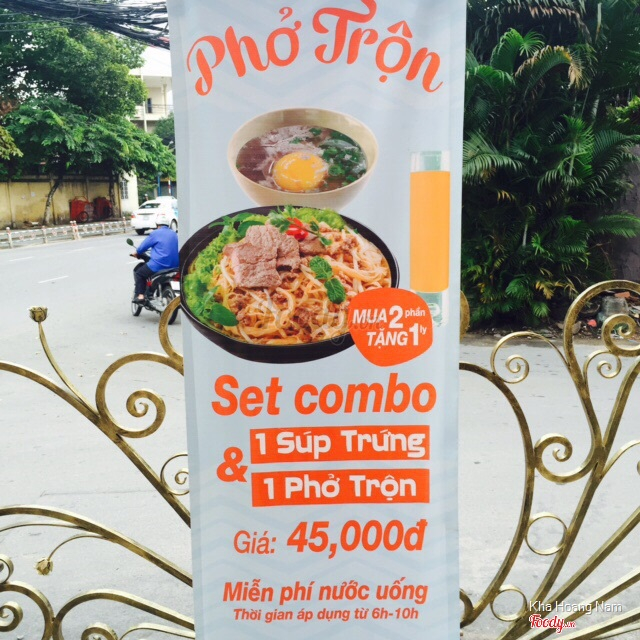 Phở Trộn
MUA 2 phần
TẶNG 1 ly
Set combo
1 Súp Trứng
&
1 Phở Trộn
Giá: 45,000đ
Miễn phí nước uống
Thời gian áp dụng từ 6h-10h
Kha Hoang Nam
Foody.vn